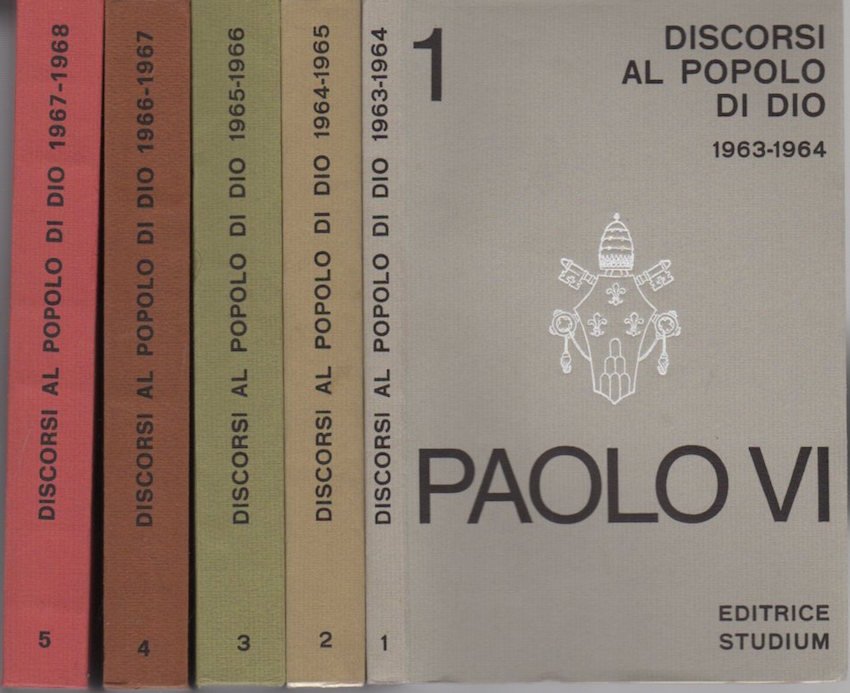 DISCORSI AL POPOLO DI DIO 1967-1968
5
DISCORSI AL POPOLO DI DIO 1966-1967
4
DISCORSI AL POPOLO DI DIO 1965-1966
3
DISCORSI AL POPOLO DI DIO 1964-1965
2
DISCORSI AL POPOLO DI DIO 1963-1964
1
1
DISCORSI
AL POPOLO
DI DIO
1963-1964
PAOLO VI
EDITRICE
STUDIUM